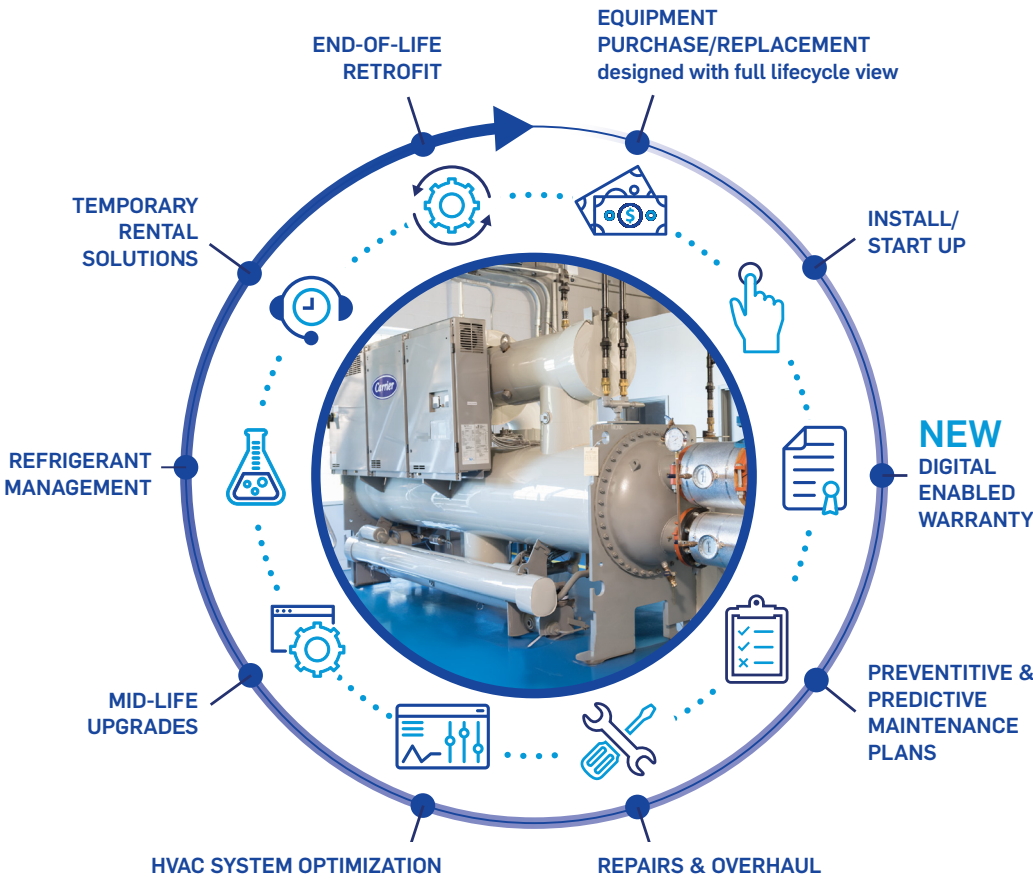 EQUIPMENT
PURCHASE/REPLACEMENT
designed with full lifecycle view
INSTALL/
START UP
NEW
DIGITAL
ENABLED
WARRANTY
PREVENTITIVE &
PREDICTIVE
MAINTENANCE
PLANS
REPAIRS & OVERHAUL
HVAC SYSTEM OPTIMIZATION
MID-LIFE
UPGRADES
REFRIGERANT
MANAGEMENT
TEMPORARY
RENTAL
SOLUTIONS
END-OF-LIFE
RETROFIT
$
Carrier